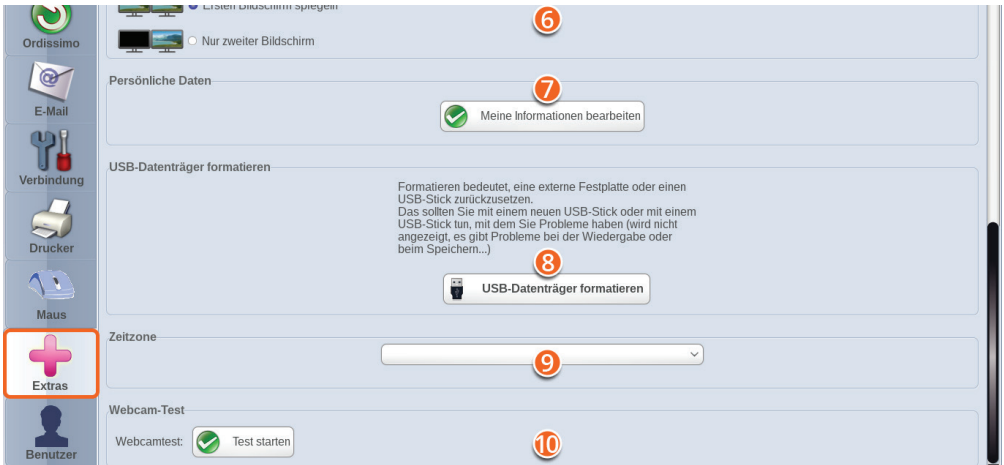 Ordissimo
E-Mail
Verbindung
Drucker
Maus
Extras
Benutzer
Ersten Bildschirm spiegeln
6
Nur zweiter Bildschirm
Persönliche Daten
7
Meine Informationen bearbeiten
USB-Datenträger formatieren
Formatieren bedeutet, eine externe Festplatte oder einen
USB-Stick zurückzusetzen.
Das sollten Sie mit einem neuen USB-Stick oder mit einem
USB-Stick tun, mit dem Sie Probleme haben (wird nicht
angezeigt, es gibt Probleme bei der Wiedergabe oder
beim Speichern...)
8
USB-Datenträger formatieren
Zeitzone
9
Webcam-Test
Webcamtest:
Test starten
10